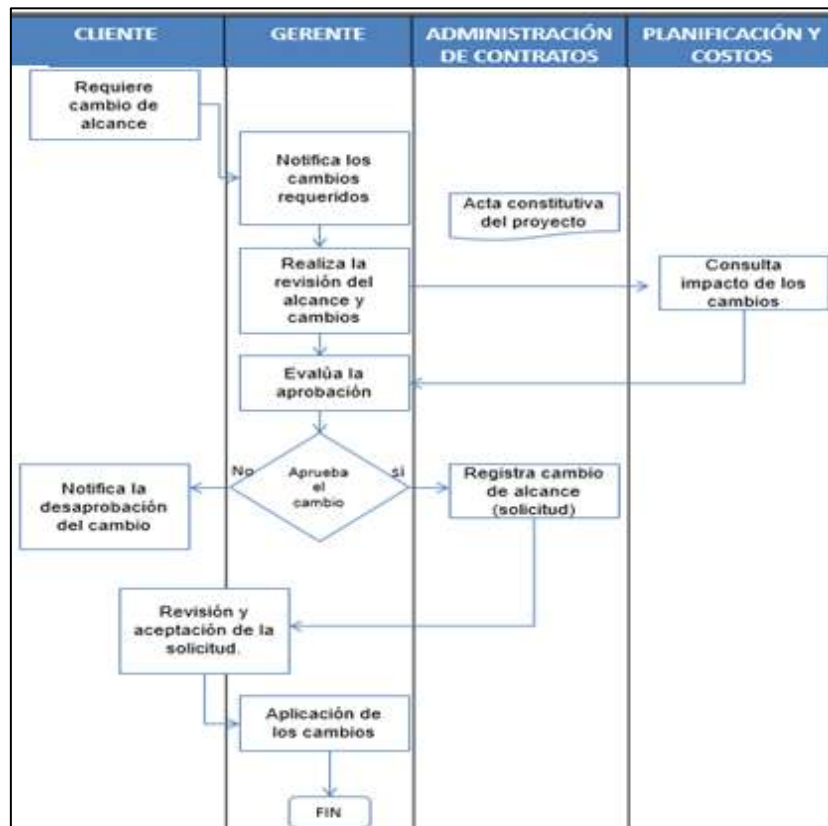 CLIENTE
GERENTE
ADMINISTRACIÓN
DE CONTRATOS
PLANIFICACIÓN Y
COSTOS
Requiere
cambio de
alcance
Notifica los
cambios
requeridos
Acta constitutiva
del proyecto
Realiza la
revisión del
alcance y
cambios
Consulta
impacto de los
cambios
Evalúa la
aprobación
No
Aprueba
el
cambio
si
Notifica la
desaprobación
del cambio
Registra cambio
de alcance
(solicitud)
Revisión y
aceptación de la
solicitud.
Aplicación de
los cambios
FIN